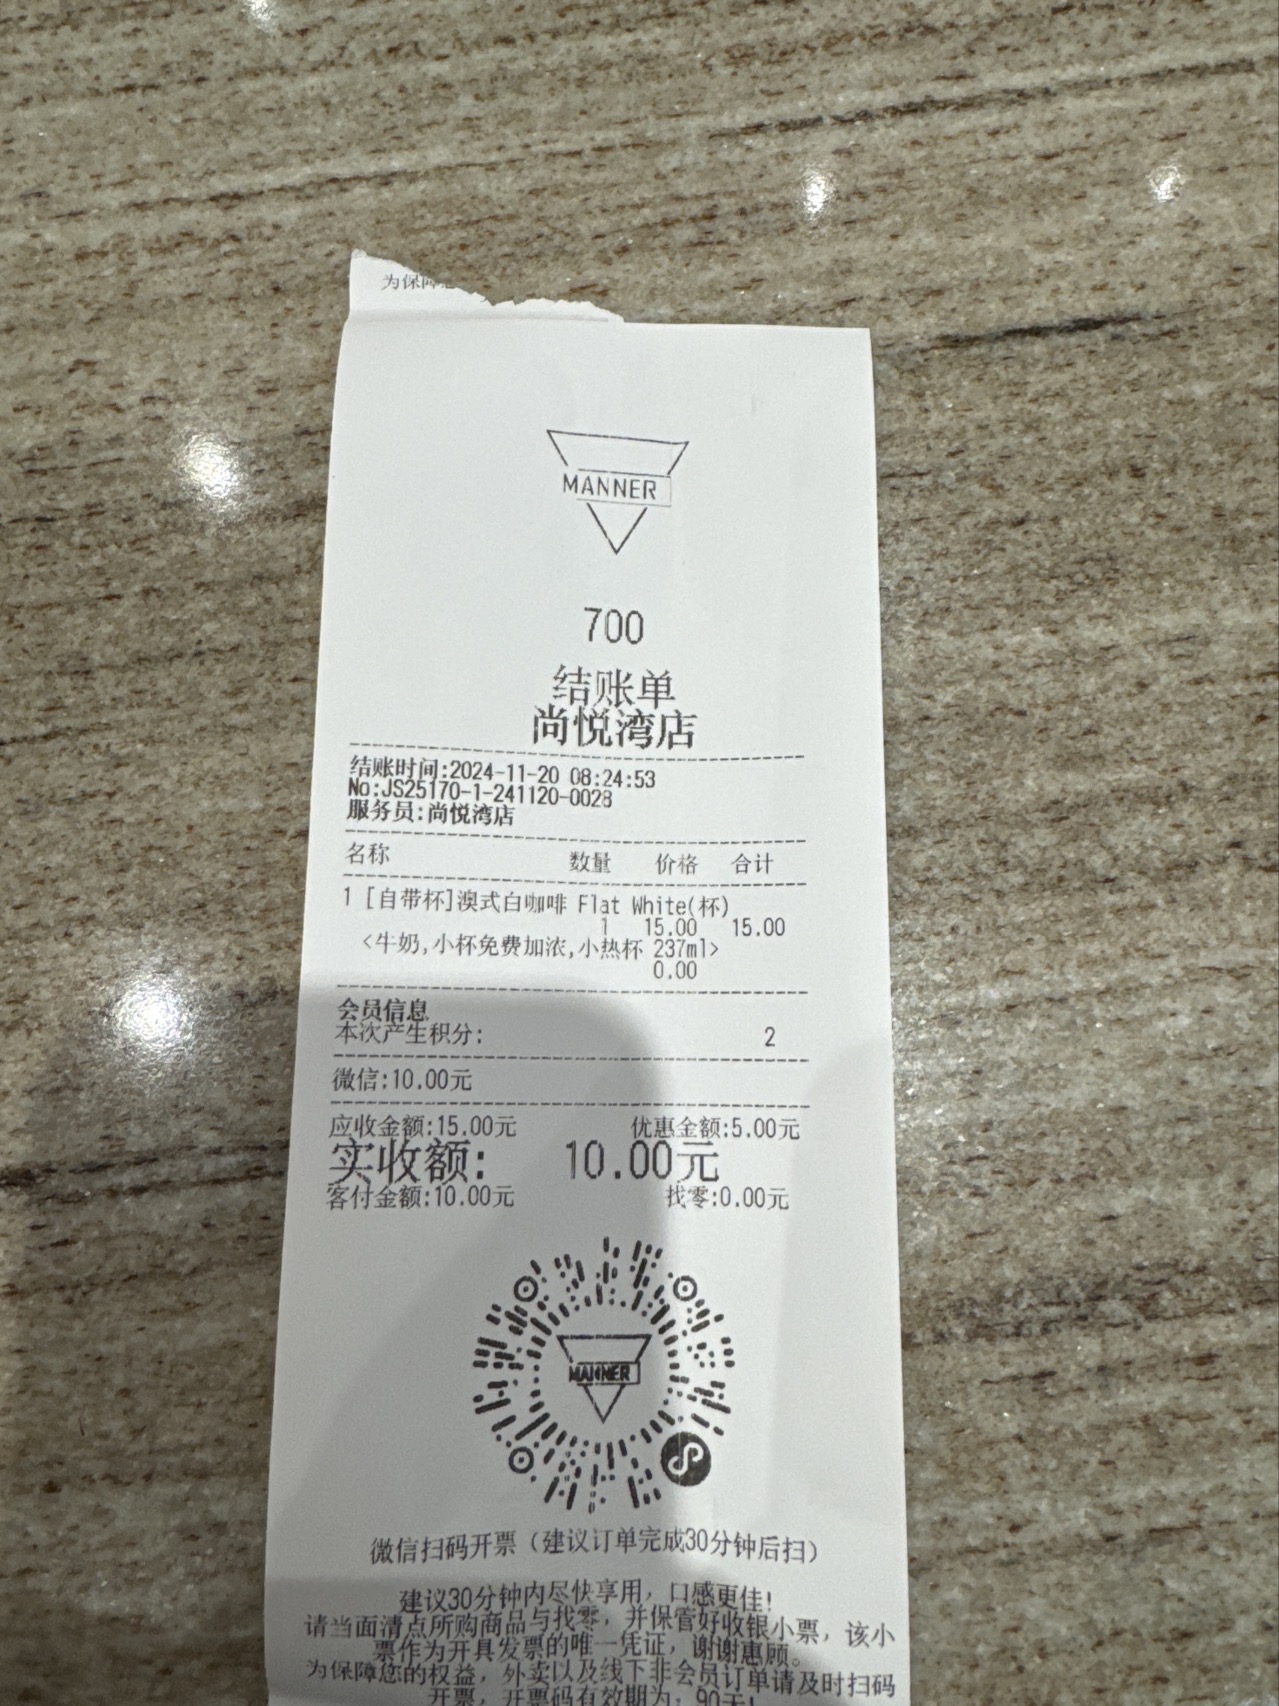 为保障
MANNER
700
结账单
尚悦湾店
结账时间:2024-11-20 08:24:53
No:JS25170-1-241120-0028
服务员:尚悦湾店
名称 数量 价格 合计
1 [自带杯]澳式白咖啡 Flat White(杯)
1 15.00 15.00
<牛奶,小杯免费加浓,小热杯 237ml>
0.00
会员信息
本次产生积分: 2
微信:10.00元
应收金额:15.00元 优惠金额:5.00元
实收额: 10.00元
客付金额:10.00元 找零:0.00元
MANNER
微信扫码开票（建议订单完成30分钟后扫）
建议30分钟内尽快享用，口感更佳!
请当面清点所购商品与找零，并保管好收银小票，该小
票作为开具发票的唯一凭证，谢谢惠顾。
为保障您的权益，外卖以及线下非会员订单请及时扫码
开票，开票码有效期为：90天!